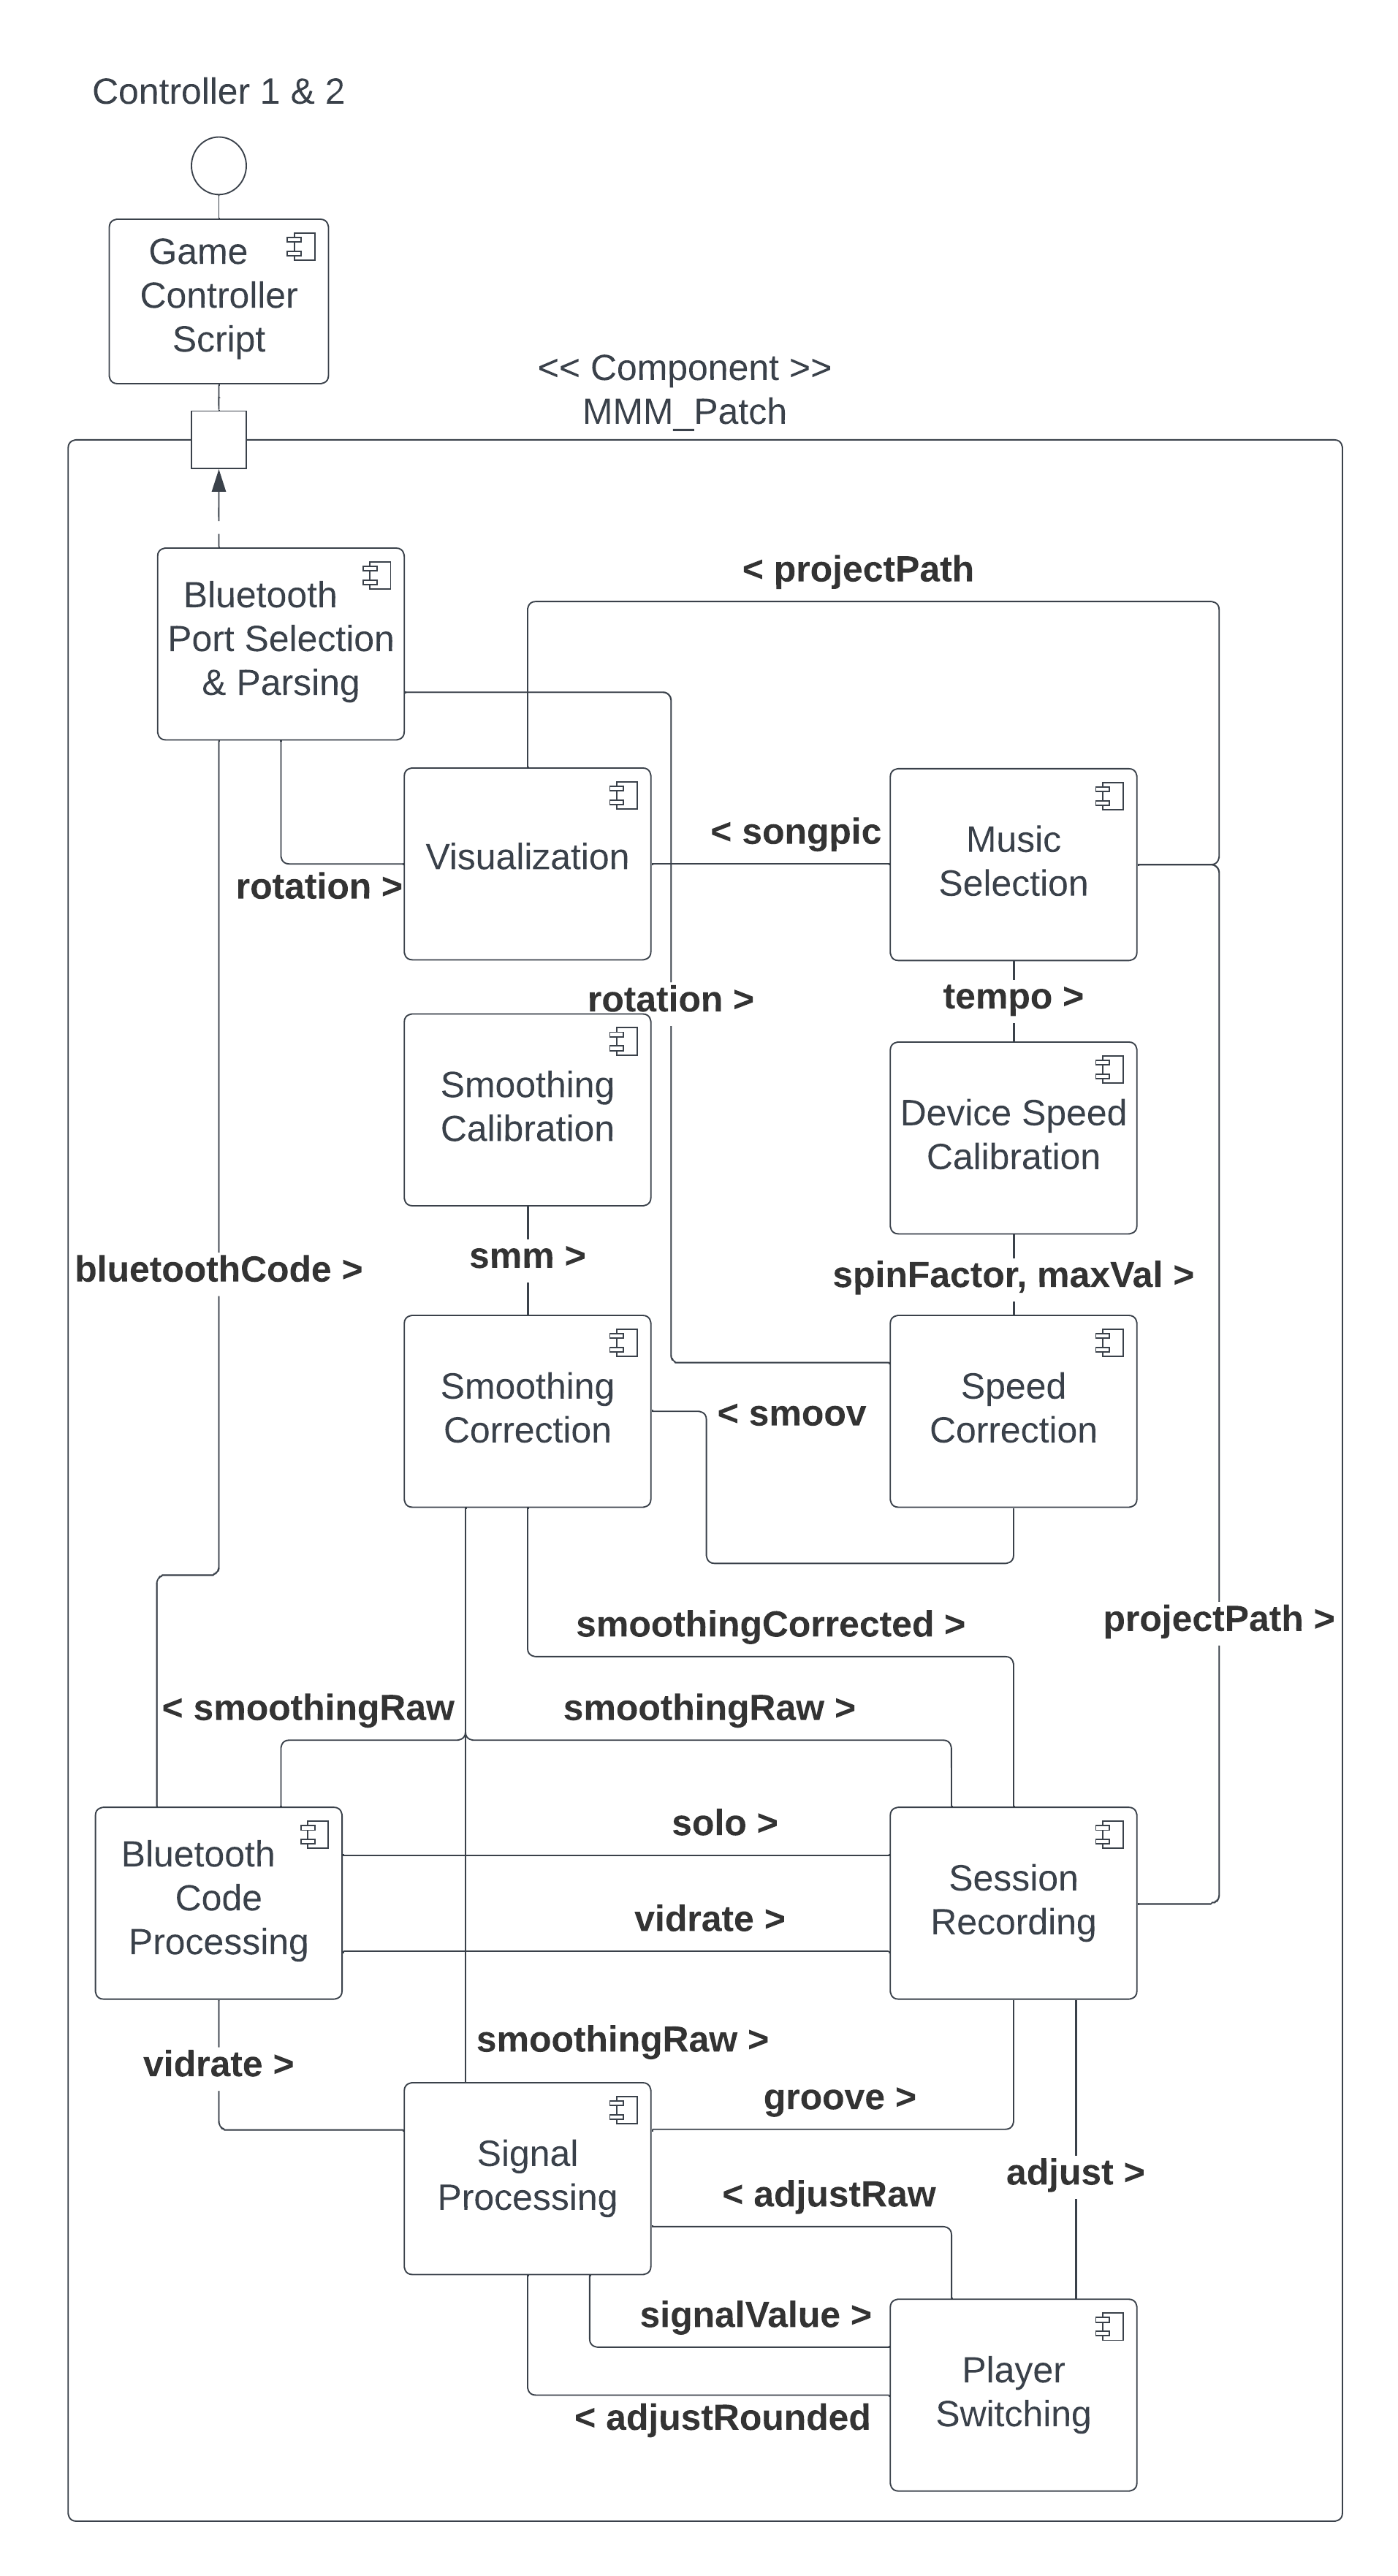 Controller 1 & 2
Game
Controller
Script
<< Component >>
MMM_Patch
Bluetooth
Port Selection
& Parsing
< projectPath
Visualization
< songpic
Music
Selection
rotation >
rotation >
tempo >
Smoothing
Calibration
Device Speed
Calibration
bluetoothCode >
smm >
spinFactor, maxVal >
Smoothing
Correction
< smoov
Speed
Correction
smoothingCorrected >
projectPath >
< smoothingRaw
smoothingRaw >
Bluetooth
Code
Processing
solo >
vidrate >
Session
Recording
vidrate >
smoothingRaw >
groove >
Signal
Processing
adjust >
< adjustRaw
signalValue >
< adjustRounded
Player
Switching